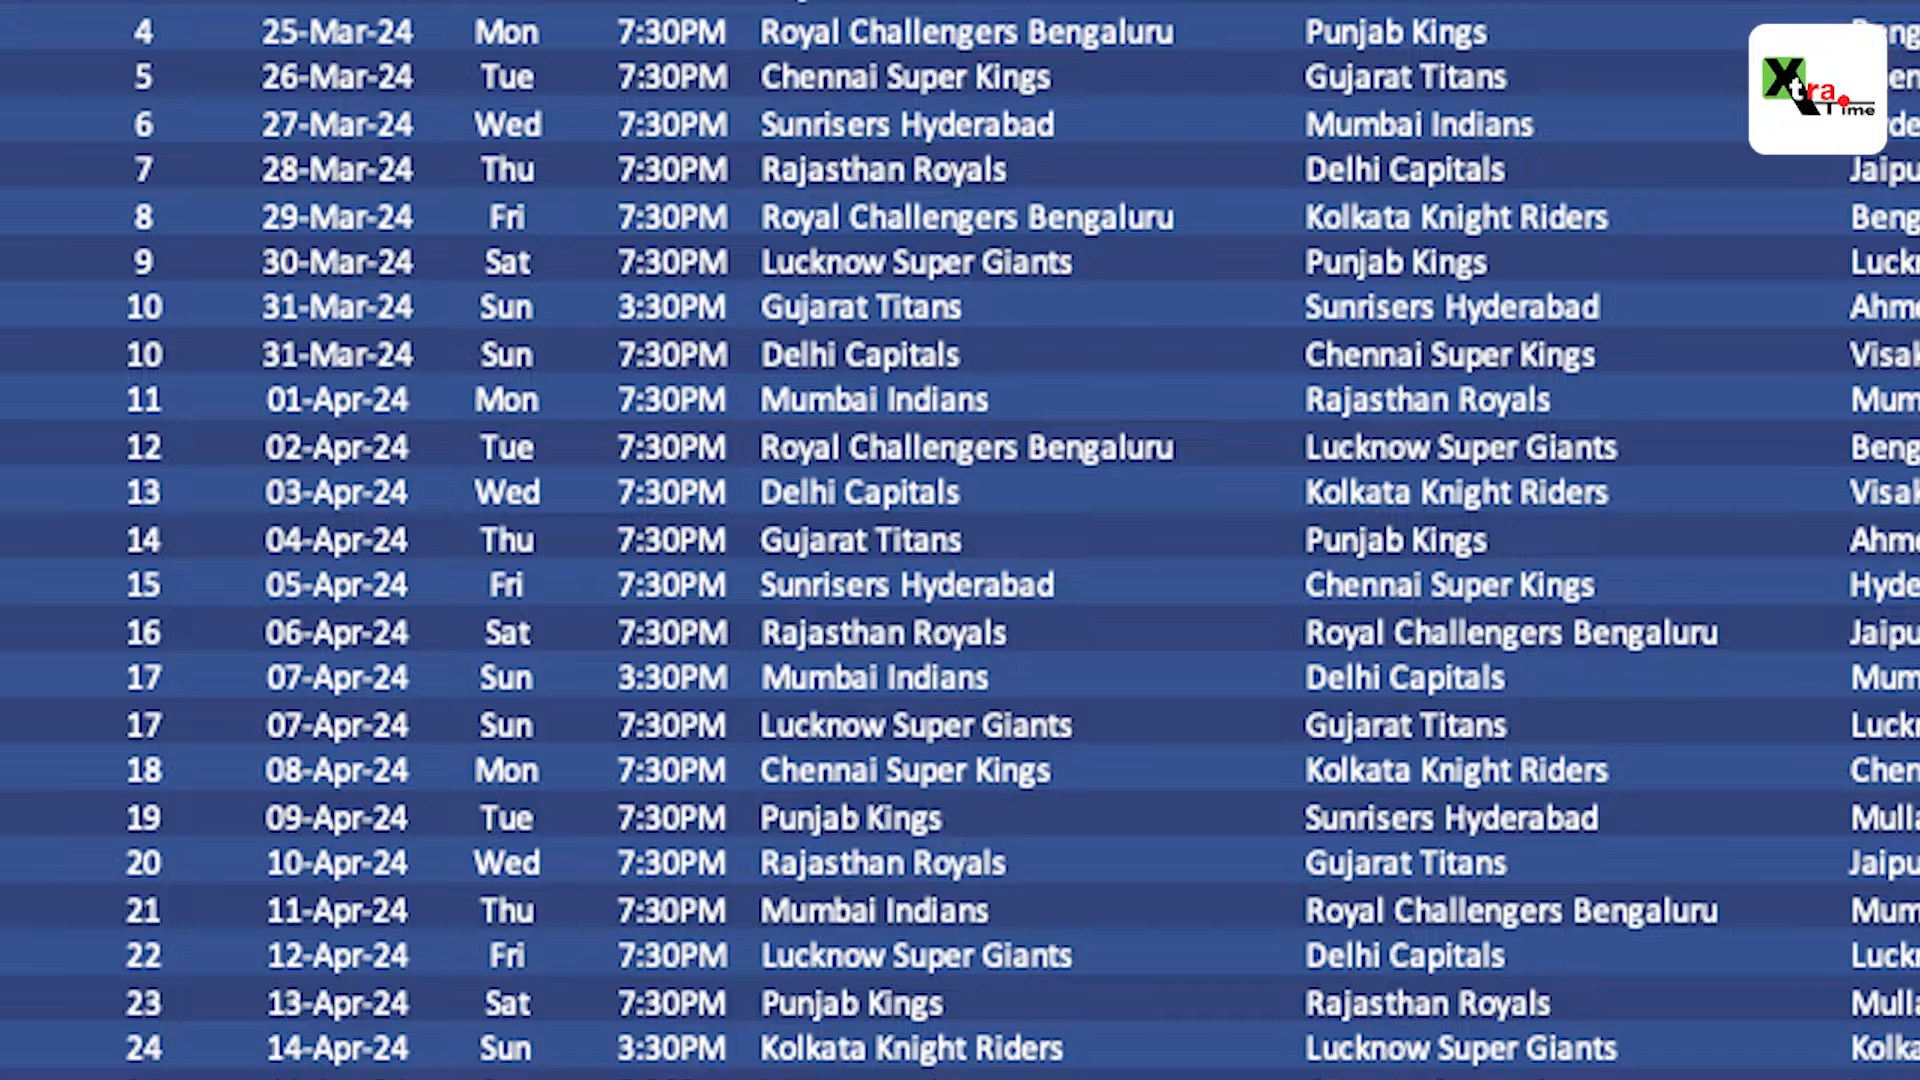 4 25-Mar-24 Mon 7:30PM Royal Challengers Bengaluru Punjab Kings
5 26-Mar-24 Tue 7:30PM Chennai Super Kings Gujarat Titans
6 27-Mar-24 Wed 7:30PM Sunrisers Hyderabad Mumbai Indians
7 28-Mar-24 Thu 7:30PM Rajasthan Royals Delhi Capitals Jaipu
8 29-Mar-24 Fri 7:30PM Royal Challengers Bengaluru Kolkata Knight Riders Beng
9 30-Mar-24 Sat 7:30PM Lucknow Super Giants Punjab Kings Luck
10 31-Mar-24 Sun 3:30PM Gujarat Titans Sunrisers Hyderabad Ahm
10 31-Mar-24 Sun 7:30PM Delhi Capitals Chennai Super Kings Visa
11 01-Apr-24 Mon 7:30PM Mumbai Indians Rajasthan Royals Mum
12 02-Apr-24 Tue 7:30PM Royal Challengers Bengaluru Lucknow Super Giants Beng
13 03-Apr-24 Wed 7:30PM Delhi Capitals Kolkata Knight Riders Visa
14 04-Apr-24 Thu 7:30PM Gujarat Titans Punjab Kings Ahm
15 05-Apr-24 Fri 7:30PM Sunrisers Hyderabad Chennai Super Kings Hyde
16 06-Apr-24 Sat 7:30PM Rajasthan Royals Royal Challengers Bengaluru Jaipu
17 07-Apr-24 Sun 3:30PM Mumbai Indians Delhi Capitals Mum
17 07-Apr-24 Sun 7:30PM Lucknow Super Giants Gujarat Titans Luck
18 08-Apr-24 Mon 7:30PM Chennai Super Kings Kolkata Knight Riders Chen
19 09-Apr-24 Tue 7:30PM Punjab Kings Sunrisers Hyderabad Mull
20 10-Apr-24 Wed 7:30PM Rajasthan Royals Gujarat Titans Jaipu
21 11-Apr-24 Thu 7:30PM Mumbai Indians Royal Challengers Bengaluru Mum
22 12-Apr-24 Fri 7:30PM Lucknow Super Giants Delhi Capitals Luck
23 13-Apr-24 Sat 7:30PM Punjab Kings Rajasthan Royals Mull
24 14-Apr-24 Sun 3:30PM Kolkata Knight Riders Lucknow Super Giants Kolka
Xtra
Time